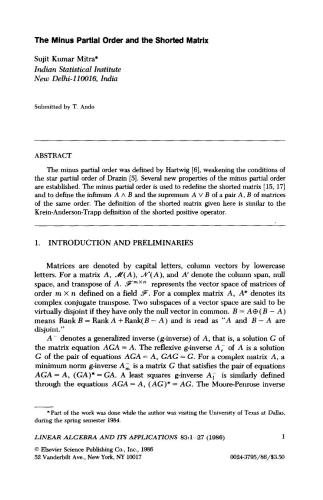 The Minus Partial Order and the Shorted Matrix
Sujit Kumar Mitra*
Indian Statistical Institute
New Delhi-110016, India
Submitted by T. Ando
ABSTRACT
The minus partial order was defined by Hartwig [6], weakening the conditions of
the star partial order of Drazin [5]. Several new properties of the minus partial order
are established. The minus partial order is used to redefine the shorted matrix [15, 17]
and to define the infimum A ∧ B and the supremum A ∨ B of a pair A, B of matrices
of the same order. The definition of the shorted matrix given here is similar to the
Krein-Anderson-Trapp definition of the shorted positive operator.
1. INTRODUCTION AND PRELIMINARIES
Matrices are denoted by capital letters, column vectors by lowercase
letters. For a matrix A, ℳ(A), 𝒩(A), and A′ denote the column span, null
space, and transpose of A. ℱ^{m×n} represents the vector space of matrices of
order m × n defined on a field ℱ. For a complex matrix A, A* denotes its
complex conjugate transpose. Two subspaces of a vector space are said to be
virtually disjoint if they have only the null vector in common. B = A⊕(B − A)
means Rank B = Rank A + Rank(B − A) and is read as "A and B − A are
disjoint."
A⁻ denotes a generalized inverse (g-inverse) of A, that is, a solution G of
the matrix equation AGA = A. The reflexive g-inverse A⁻ᵣ of A is a solution
G of the pair of equations AGA = A, GAG = G. For a complex matrix A, a
minimum norm g-inverse A⁻ₘ is a matrix G that satisfies the pair of equations
AGA = A, (GA)* = GA. A least squares g-inverse A⁻ₗ is similarly defined
through the equations AGA = A, (AG)* = AG. The Moore-Penrose inverse
*Part of the work was done while the author was visiting the University of Texas at Dallas,
during the spring semester 1984.
LINEAR ALGEBRA AND ITS APPLICATIONS 83:1–27 (1986) 1
© Elsevier Science Publishing Co., Inc., 1986
52 Vanderbilt Ave., New York, NY 10017 0024-3795/86/$3.50